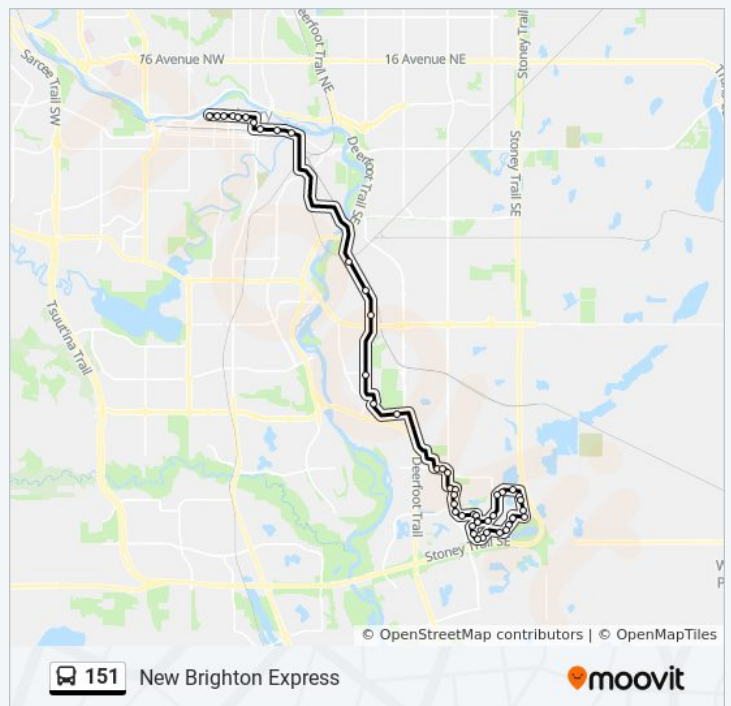 Sarcee Trail SW
16 Avenue NW
Deerfoot Trail NE
16 Avenue NE
Stoney Trail
Deerfoot Trail SE
Stoney Trail SE
Tsuut'ina Trail
Deerfoot Trail
Stoney Trail SE
© OpenStreetMap contributors | © OpenMapTiles
151 New Brighton Express
moovit